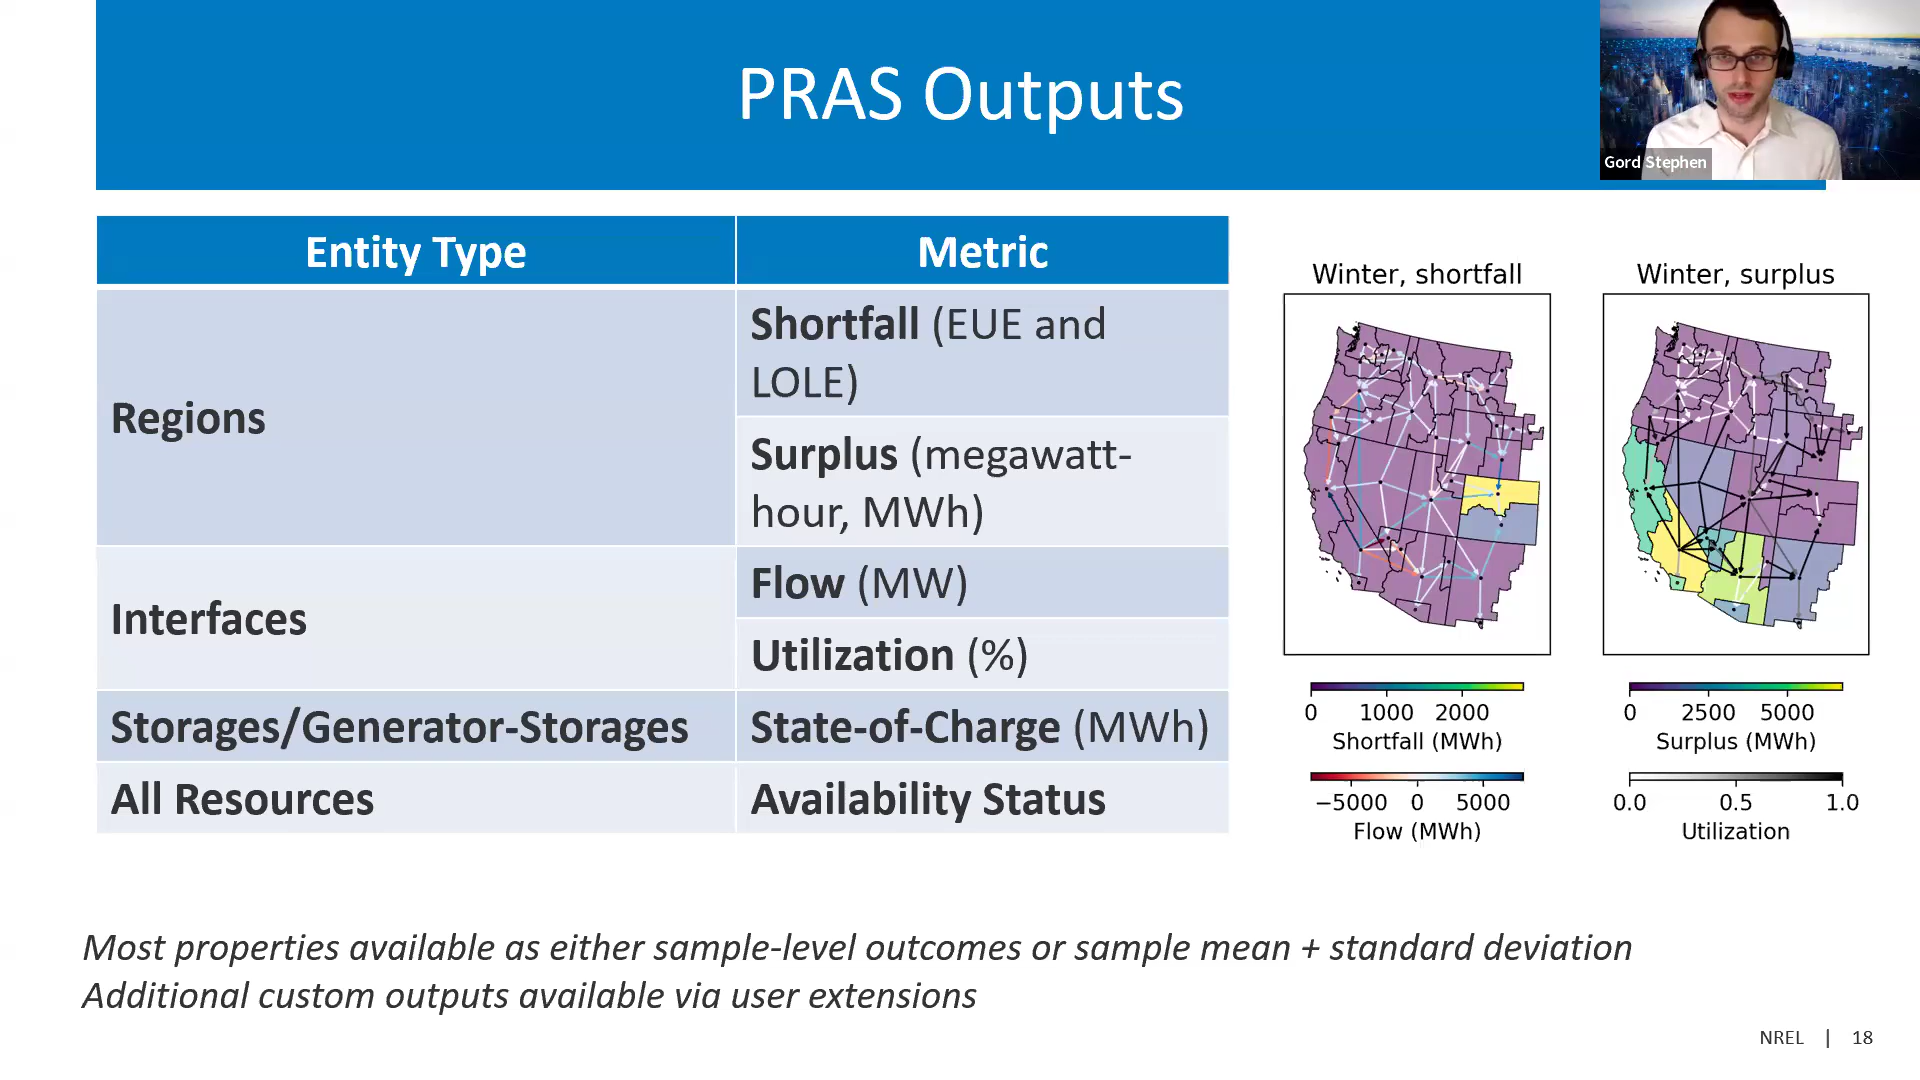 PRAS Outputs
Gord Stephen
Entity Type
Metric
Regions
Shortfall (EUE and
LOLE)
Surplus (megawatt-
hour, MWh)
Interfaces
Flow (MW)
Utilization (%)
Storages/Generator-Storages
State-of-Charge (MWh)
All Resources
Availability Status
Winter, shortfall
0 1000 2000
Shortfall (MWh)
−5000 0 5000
Flow (MWh)
Winter, surplus
0 2500 5000
Surplus (MWh)
0.0 0.5 1.0
Utilization
Most properties available as either sample-level outcomes or sample mean + standard deviation
Additional custom outputs available via user extensions
NREL | 18